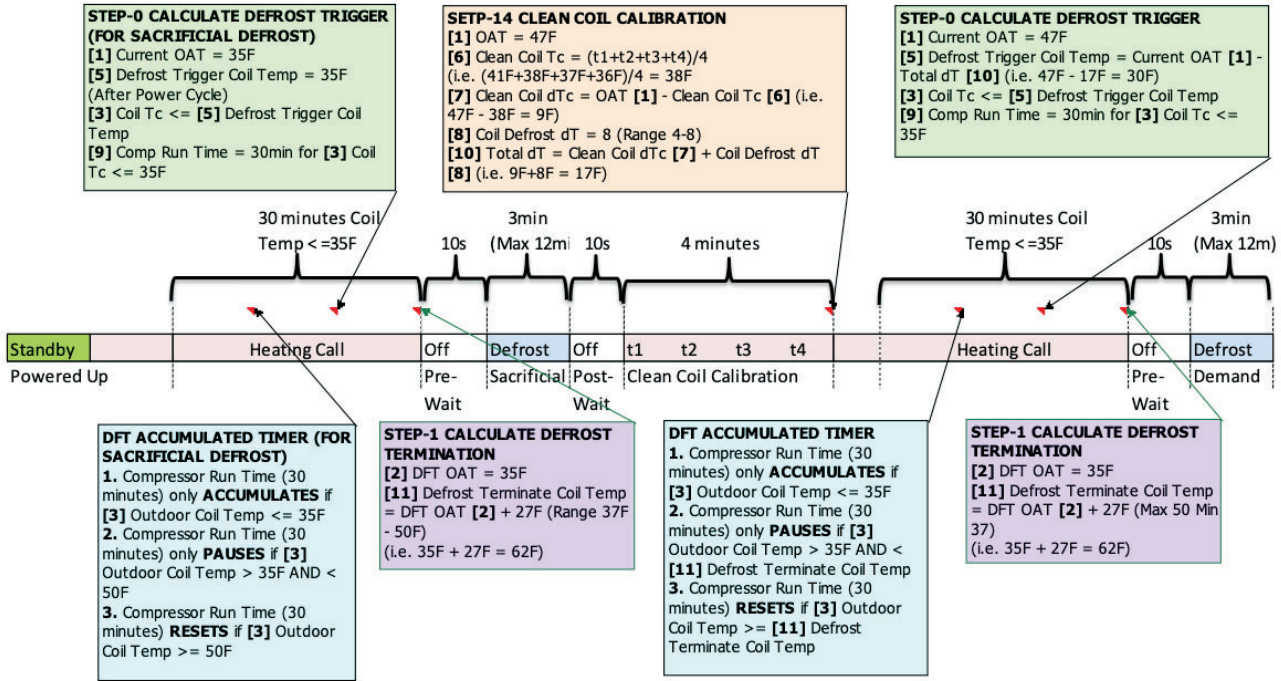 STEP-0 CALCULATE DEFROST TRIGGER
(FOR SACRIFICIAL DEFROST)
[1] Current OAT = 35F
[5] Defrost Trigger Coil Temp = 35F
(After Power Cycle)
[3] Coil Tc <= [5] Defrost Trigger Coil
Temp
[9] Comp Run Time = 30min for [3] Coil
Tc <= 35F
SETP-14 CLEAN COIL CALIBRATION
[1] OAT = 47F
[6] Clean Coil Tc = (t1+t2+t3+t4)/4
(i.e. (41F+38F+37F+36F)/4 = 38F
[7] Clean Coil dTc = OAT [1] - Clean Coil Tc [6] (i.e.
47F - 38F = 9F)
[8] Coil Defrost dT = 8 (Range 4-8)
[10] Total dT = Clean Coil dTc [7] + Coil Defrost dT
[8] (i.e. 9F+8F = 17F)
STEP-0 CALCULATE DEFROST TRIGGER
[1] Current OAT = 47F
[5] Defrost Trigger Coil Temp = Current OAT [1] -
Total dT [10] (i.e. 47F - 17F = 30F)
[3] Coil Tc <= [5] Defrost Trigger Coil Temp
[9] Comp Run Time = 30min for [3] Coil Tc <=
35F
30 minutes Coil
Temp <=35F
10s
3min
(Max 12mi
10s
4 minutes
30 minutes Coil
Temp <=35F
10s
3min
(Max 12m)
Standby
Heating Call
Off
Defrost
Off
t1
t2
t3
t4
Heating Call
Off
Defrost
Powered Up
Pre-
Wait
Sacrificial
Post-
Wait
Clean Coil Calibration
Pre-
Wait
Demand
DFT ACCUMULATED TIMER (FOR
SACRIFICIAL DEFROST)
1. Compressor Run Time (30
minutes) only ACCUMULATES if
[3] Outdoor Coil Temp <= 35F
2. Compressor Run Time (30
minutes) only PAUSES if [3]
Outdoor Coil Temp > 35F AND <
50F
3. Compressor Run Time (30
minutes) RESETS if [3] Outdoor
Coil Temp >= 50F
STEP-1 CALCULATE DEFROST
TERMINATION
[2] DFT OAT = 35F
[11] Defrost Terminate Coil Temp
= DFT OAT [2] + 27F (Range 37F
- 50F)
(i.e. 35F + 27F = 62F)
DFT ACCUMULATED TIMER
1. Compressor Run Time (30
minutes) only ACCUMULATES if
[3] Outdoor Coil Temp <= 35F
2. Compressor Run Time (30
minutes) only PAUSES if [3]
Outdoor Coil Temp > 35F AND <
[11] Defrost Terminate Coil Temp
3. Compressor Run Time (30
minutes) RESETS if [3] Outdoor
Coil Temp >= [11] Defrost
Terminate Coil Temp
STEP-1 CALCULATE DEFROST
TERMINATION
[2] DFT OAT = 35F
[11] Defrost Terminate Coil Temp
= DFT OAT [2] + 27F (Max 50 Min
37)
(i.e. 35F + 27F = 62F)